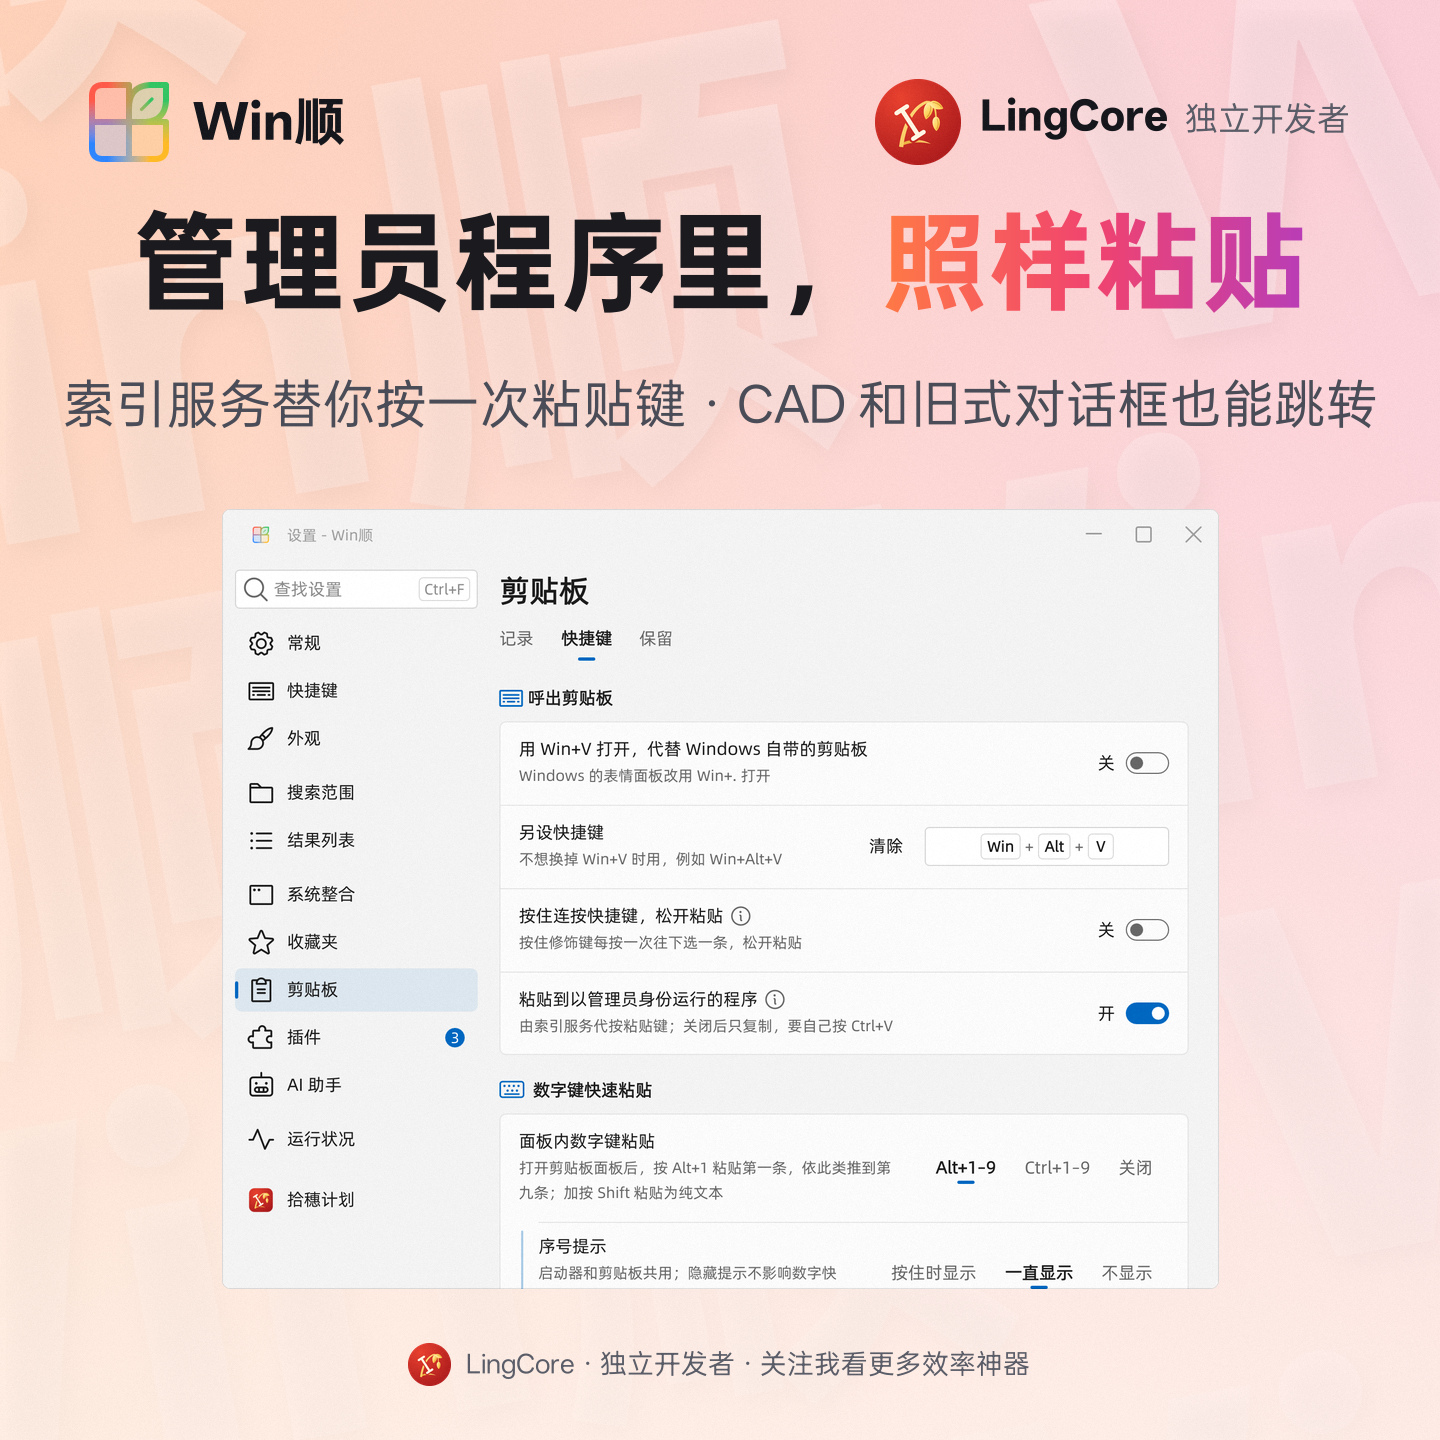 Win顺
LingCore 独立开发者
管理员程序里，照样粘贴
索引服务替你按一次粘贴键 · CAD 和旧式对话框也能跳转
设置 - Win顺
查找设置 Ctrl+F
常规
快捷键
外观
搜索范围
结果列表
系统整合
收藏夹
剪贴板
插件 3
AI 助手
运行状况
拾穗计划
剪贴板
记录 快捷键 保留
呼出剪贴板
用 Win+V 打开，代替 Windows 自带的剪贴板
Windows 的表情面板改用 Win+. 打开
关
另设快捷键
不想换掉 Win+V 时用，例如 Win+Alt+V
清除 Win + Alt + V
按住连按快捷键，松开粘贴
按住修饰键每按一次往下选一条，松开粘贴
关
粘贴到以管理员身份运行的程序
由索引服务代按粘贴键；关闭后只复制，要自己按 Ctrl+V
开
数字键快速粘贴
面板内数字键粘贴
打开剪贴板面板后，按 Alt+1 粘贴第一条，依此类推到第
九条；加按 Shift 粘贴为纯文本
Alt+1-9 Ctrl+1-9 关闭
序号提示
启动器和剪贴板共用；隐藏提示不影响数字快
按住时显示 一直显示 不显示
LingCore · 独立开发者 · 关注我看更多效率神器